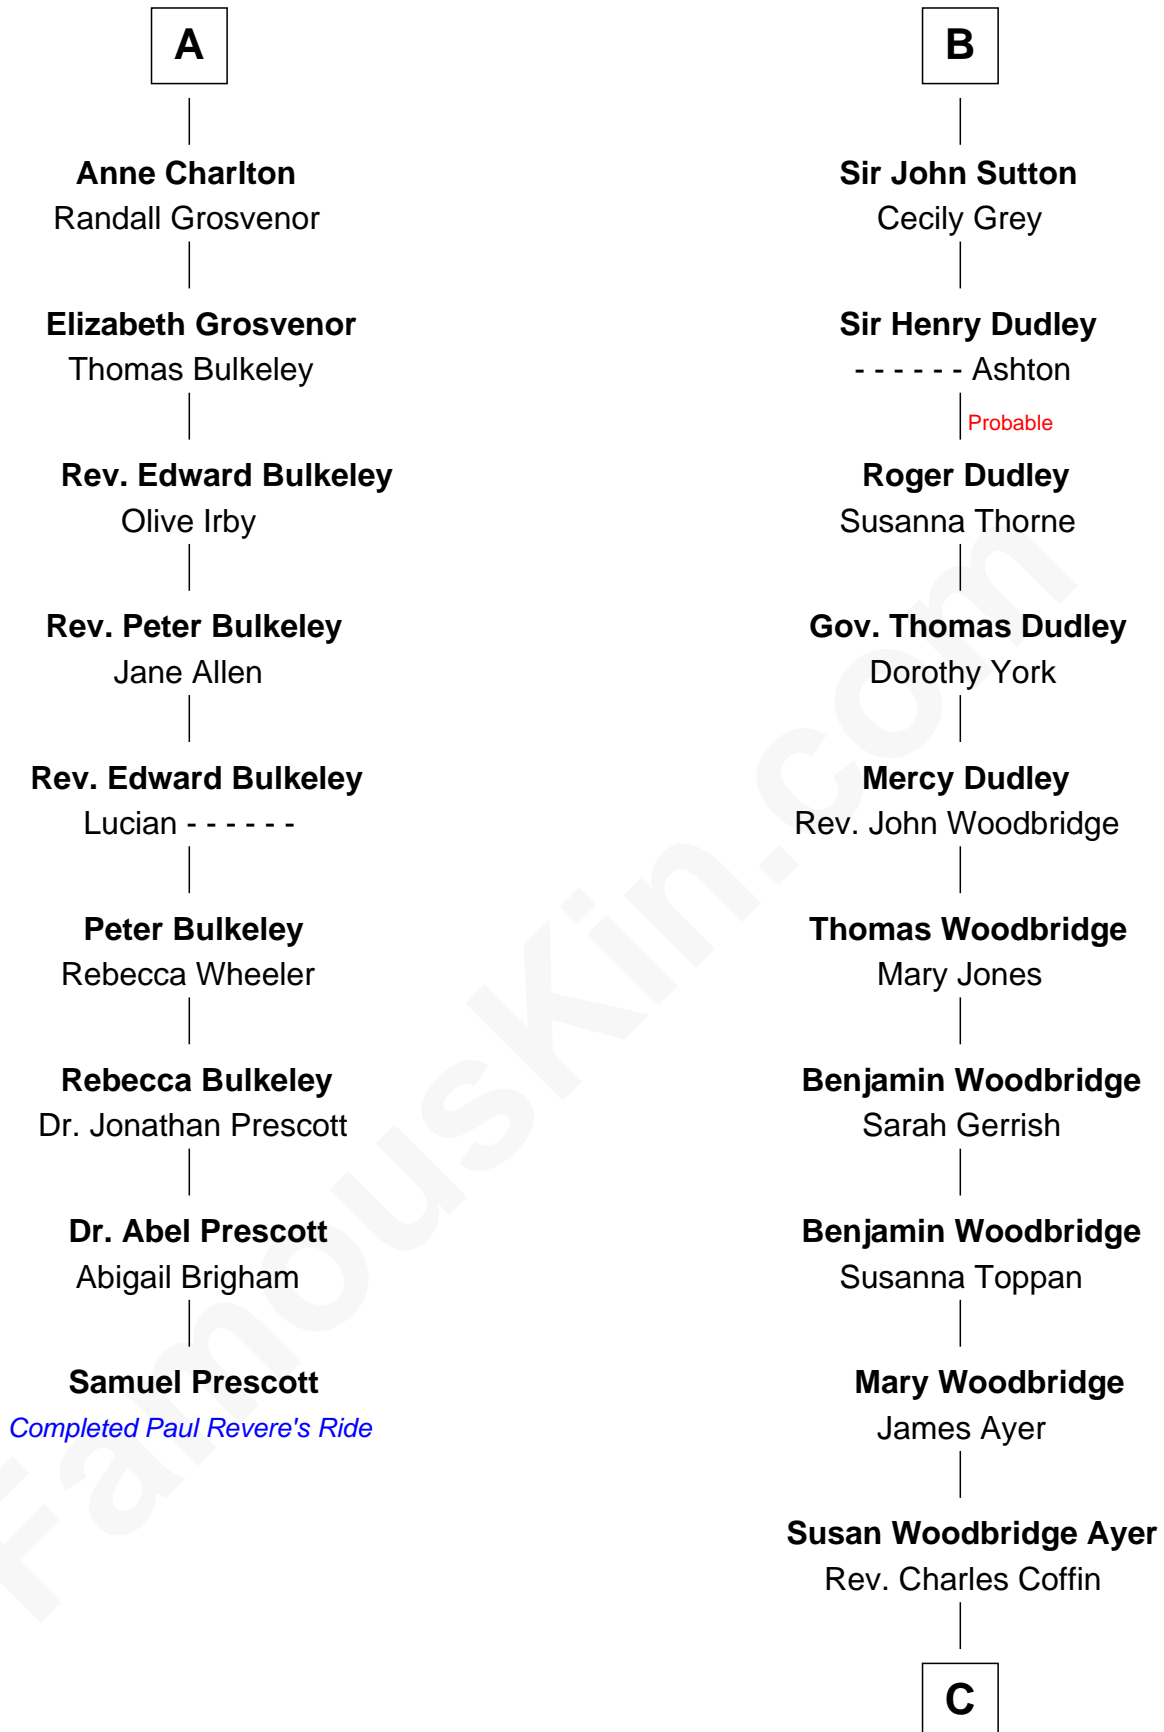 A
Anne Charlton
Randall Grosvenor
Elizabeth Grosvenor
Thomas Bulkeley
Rev. Edward Bulkeley
Olive Irby
Rev. Peter Bulkeley
Jane Allen
Rev. Edward Bulkeley
Lucian - - - - - -
Peter Bulkeley
Rebecca Wheeler
Rebecca Bulkeley
Dr. Jonathan Prescott
Dr. Abel Prescott
Abigail Brigham
Samuel Prescott
Completed Paul Revere's Ride
B
Sir John Sutton
Cecily Grey
Sir Henry Dudley
- - - - - - Ashton
Probable
Roger Dudley
Susanna Thorne
Gov. Thomas Dudley
Dorothy York
Mercy Dudley
Rev. John Woodbridge
Thomas Woodbridge
Mary Jones
Benjamin Woodbridge
Sarah Gerrish
Benjamin Woodbridge
Susanna Toppan
Mary Woodbridge
James Ayer
Susan Woodbridge Ayer
Rev. Charles Coffin
C
FamousKin.com